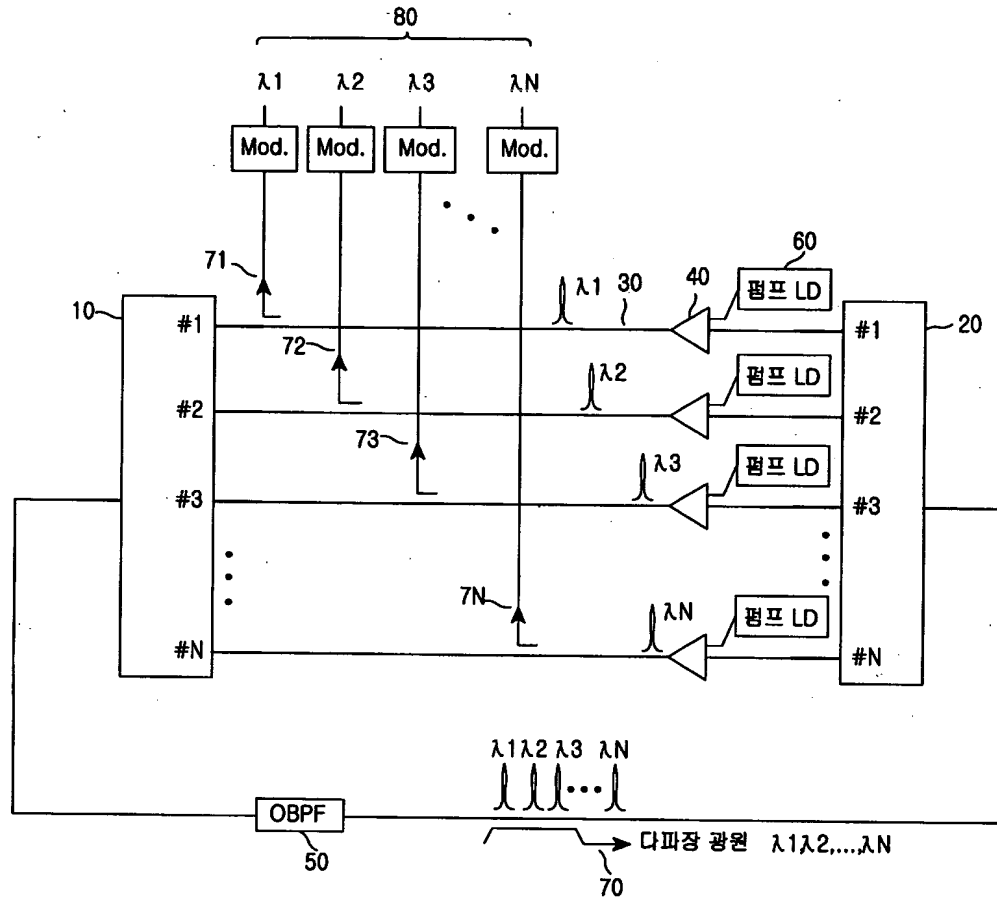 80
λ1 λ2 λ3 λN
Mod. Mod. Mod. Mod.
71
60
λ1 30 40 펌프 LD
10 #1 #1 20
72
λ2 펌프 LD
#2 #2
73
λ3 펌프 LD
#3 #3
7N
λN 펌프 LD
#N #N
λ1 λ2 λ3 λN
OBPF
50
다파장 광원 λ1λ2,...,λN
70